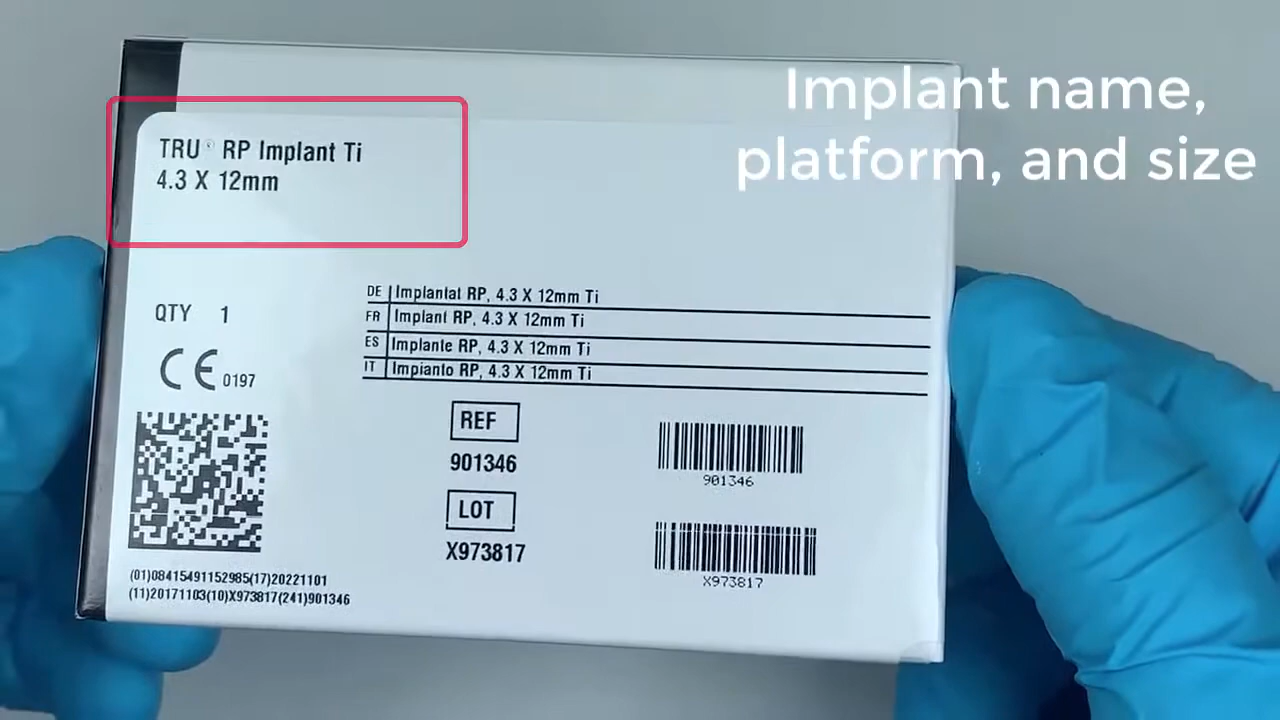 Implant name,
platform, and size
TRU® RP Implant Ti
4.3 X 12mm
QTY 1
CE 0197
DE Implantat RP, 4.3 X 12mm Ti
FR Implant RP, 4.3 X 12mm Ti
ES Implante RP, 4.3 X 12mm Ti
IT Impianto RP, 4.3 X 12mm Ti
REF
901346
901346
LOT
X973817
X973817
(01)08415491152985(17)20221101
(11)20171103(10)X973817(241)901346